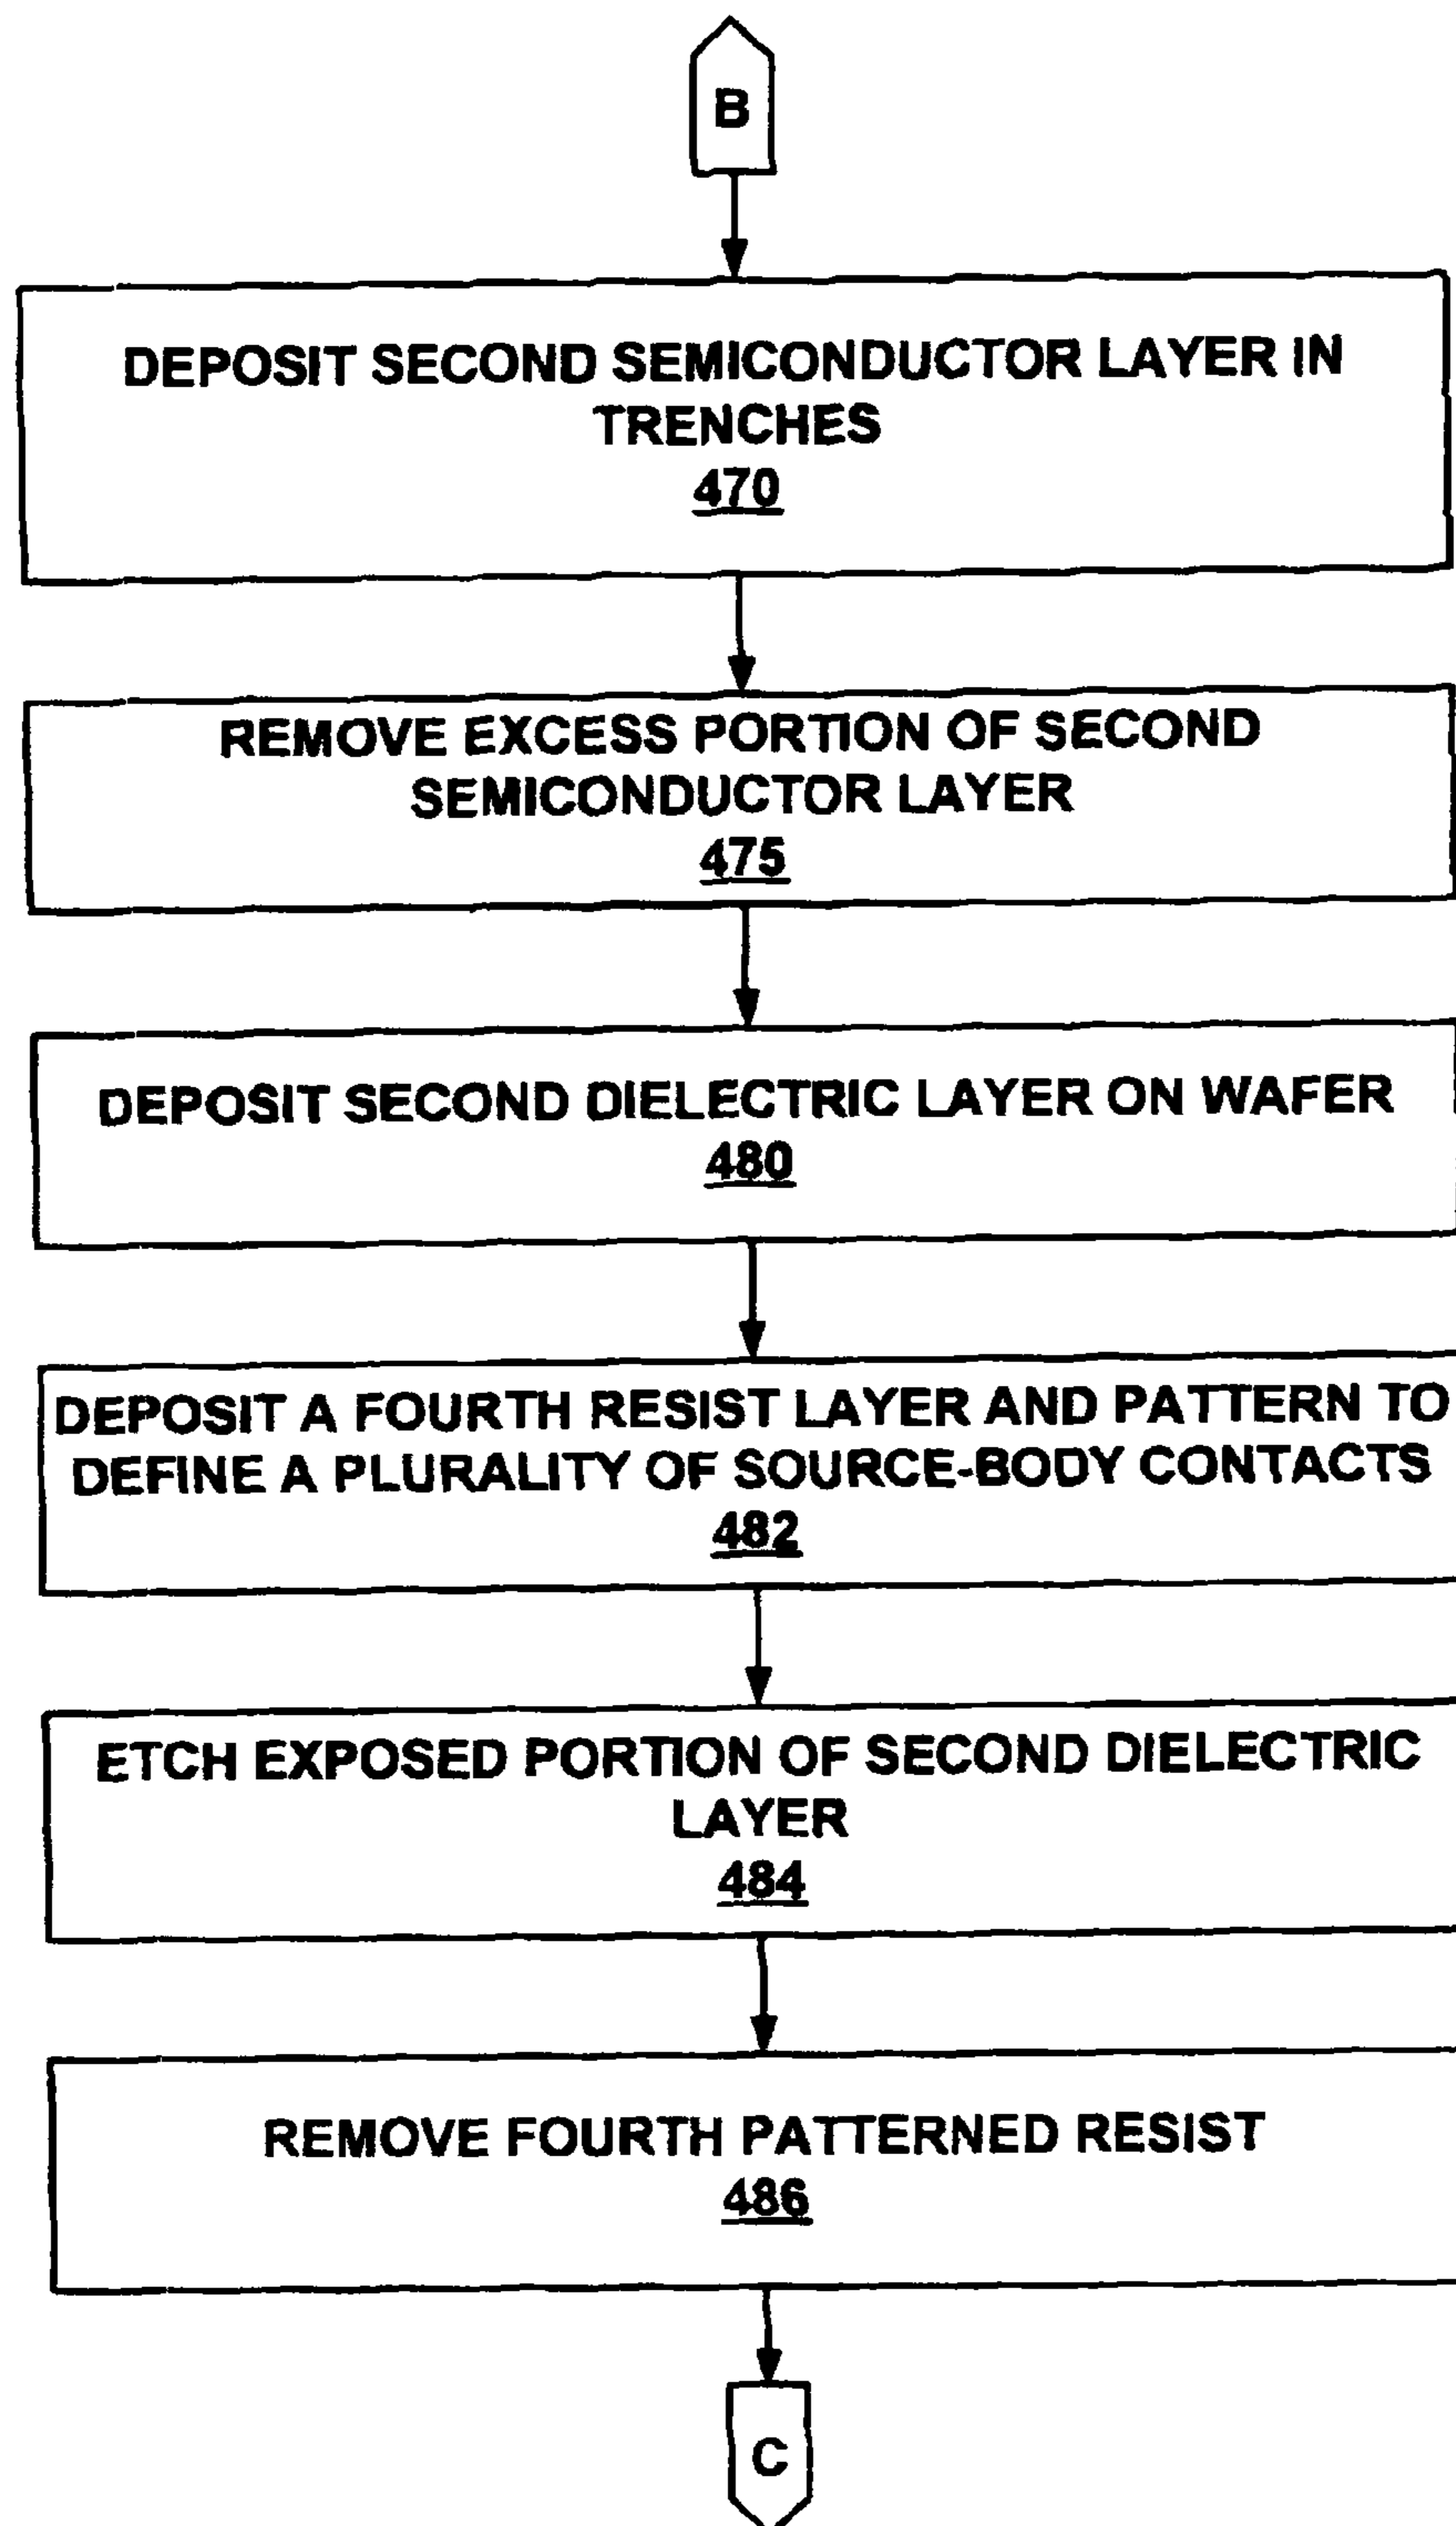 B
DEPOSIT SECOND SEMICONDUCTOR LAYER IN
TRENCHES
470
REMOVE EXCESS PORTION OF SECOND
SEMICONDUCTOR LAYER
475
DEPOSIT SECOND DIELECTRIC LAYER ON WAFER
480
DEPOSIT A FOURTH RESIST LAYER AND PATTERN TO
DEFINE A PLURALITY OF SOURCE-BODY CONTACTS
482
ETCH EXPOSED PORTION OF SECOND DIELECTRIC
LAYER
484
REMOVE FOURTH PATTERNED RESIST
486
C